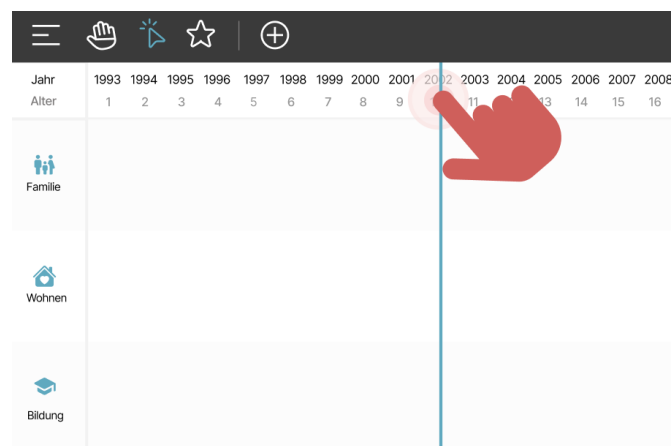 Jahr 1993 1994 1995 1996 1997 1998 1999 2000 2001 2002 2003 2004 2005 2006 2007 2008
Alter 1 2 3 4 5 6 7 8 9 11 13 14 15 16
Familie
Wohnen
Bildung